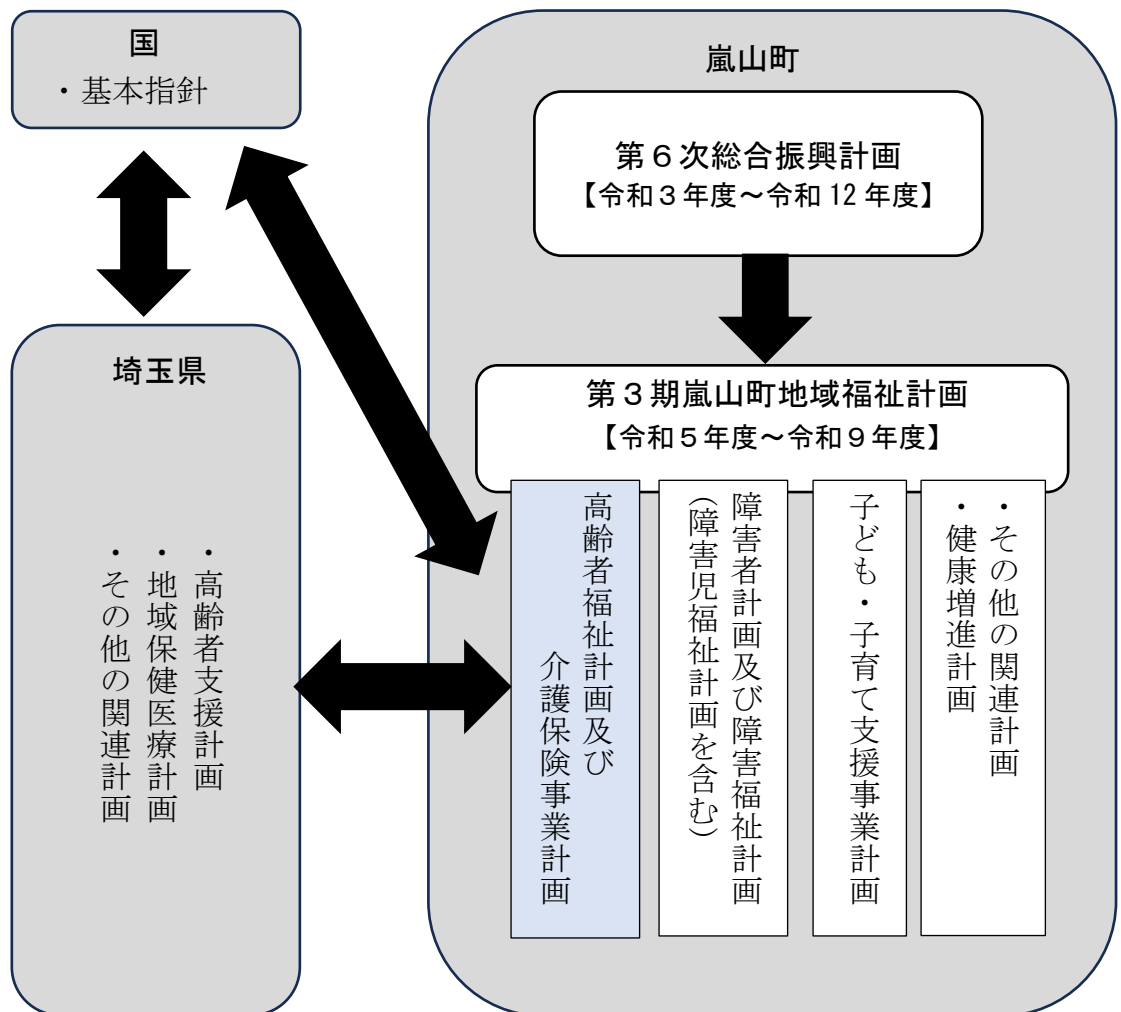 国
・基本指針
埼玉県
・高齢者支援計画
・地域保健医療計画
・その他の関連計画
嵐山町
第６次総合振興計画
【令和３年度～令和12年度】
第３期嵐山町地域福祉計画
【令和５年度～令和９年度】
高齢者福祉計画及び
介護保険事業計画
障害者計画及び障害福祉計画
（障害児福祉計画を含む）
子ども・子育て支援事業計画
・その他の関連計画
・健康増進計画